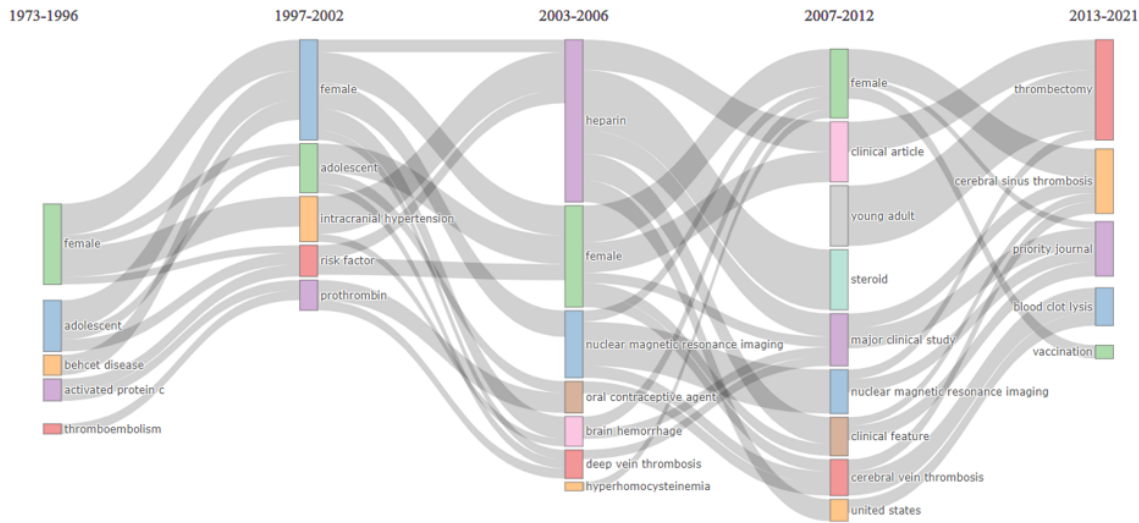 1973-1996
1997-2002
2003-2006
2007-2012
2013-2021
female
adolescent
behcet disease
activated protein c
thromboembolism
female
adolescent
intracranial hypertension
risk factor
prothrombin
heparin
female
nuclear magnetic resonance imaging
oral contraceptive agent
brain hemorrhage
deep vein thrombosis
hyperhomocysteinemia
female
clinical article
young adult
steroid
major clinical study
nuclear magnetic resonance imaging
clinical feature
cerebral vein thrombosis
united states
thrombectomy
cerebral sinus thrombosis
priority journal
blood clot lysis
vaccination